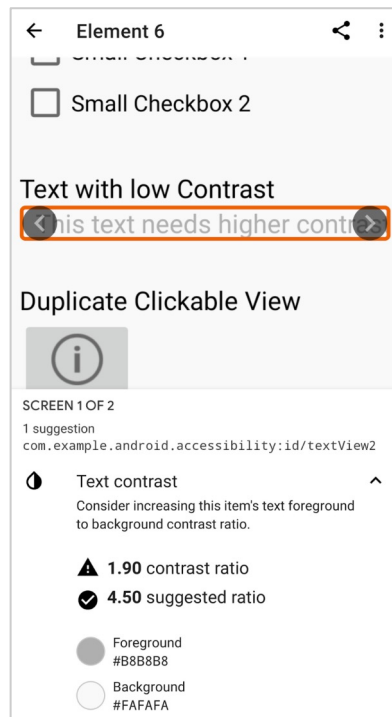 Element 6
Small Checkbox 2
Text with low Contrast
This text needs higher contrast
Duplicate Clickable View
i
SCREEN 1 OF 2
1 suggestion
com.example.android.accessibility:id/textView2
Text contrast
Consider increasing this item's text foreground
to background contrast ratio.
1.90 contrast ratio
4.50 suggested ratio
Foreground
#B8B8B8
Background
#FAFAFA